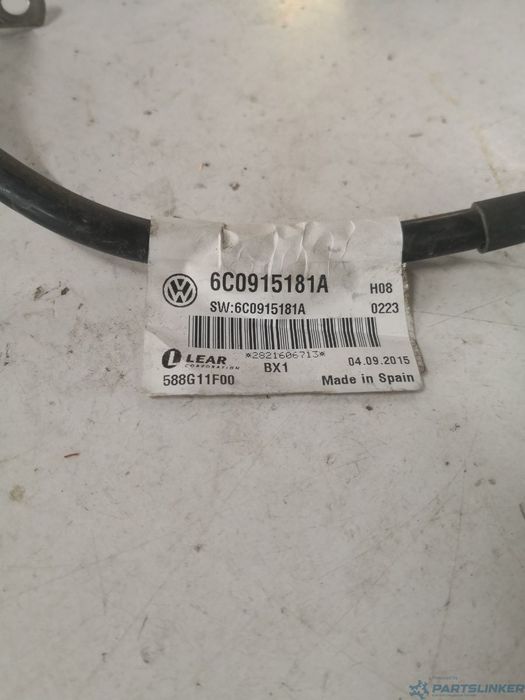 6C0915181A
H08
SW:6C0915181A
0223
*2821606713*
LEAR
CORPORATION
BX1
04.09.2015
588G11F00
Made in Spain
PARTSLINKER